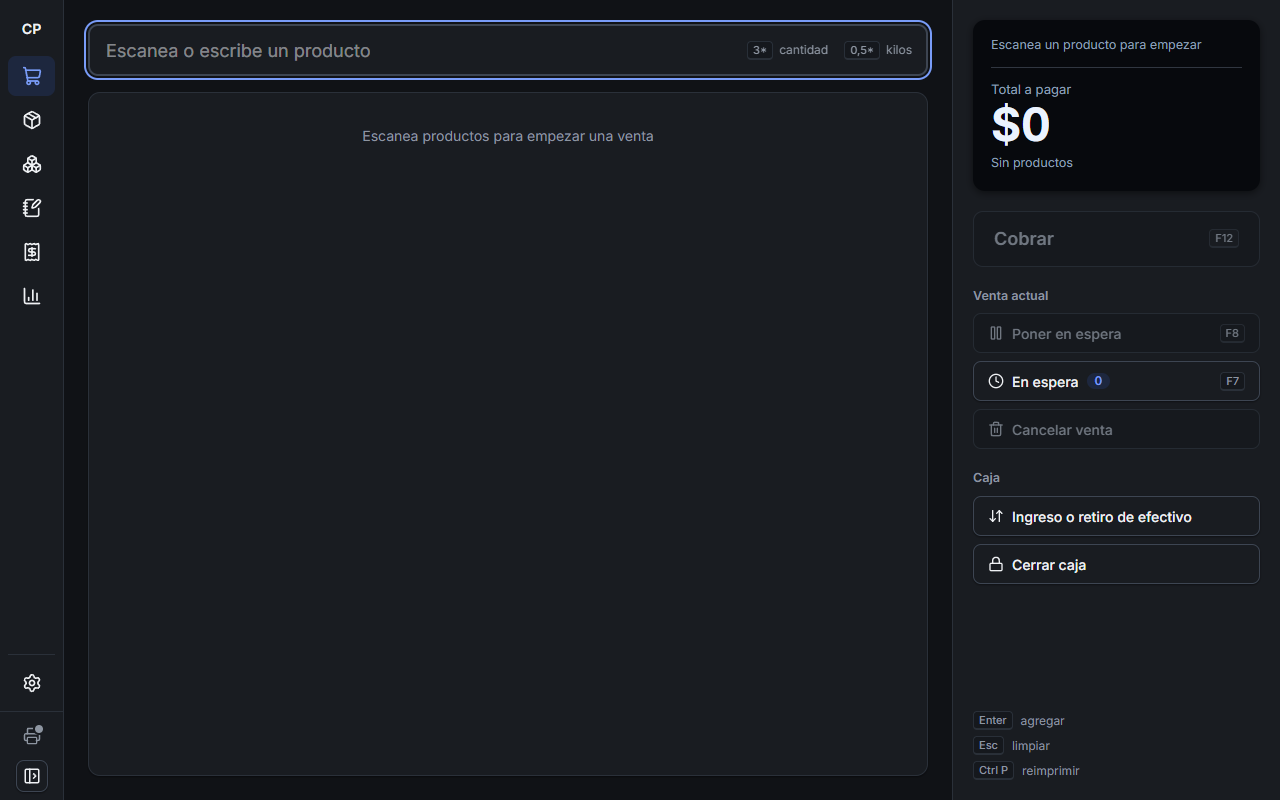 CP
Escanea o escribe un producto
3* cantidad 0,5* kilos
Escanea productos para empezar una venta
Escanea un producto para empezar
Total a pagar
$0
Sin productos
Cobrar F12
Venta actual
Poner en espera F8
En espera 0 F7
Cancelar venta
Caja
Ingreso o retiro de efectivo
Cerrar caja
Enter agregar
Esc limpiar
Ctrl P reimprimir